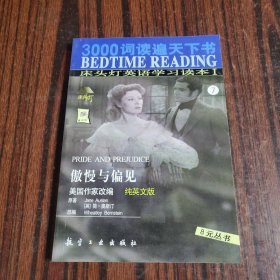 3000词读遍天下书
BEDTIME READING
床头灯英语学习读本 I
1
PRIDE AND PREJUDICE
傲慢与偏见
美国作家改编 纯英文版
原著 Jane Austen
[英] 简·奥斯汀
改编 Wheatley Bernstein
8元丛书
航空工业出版社